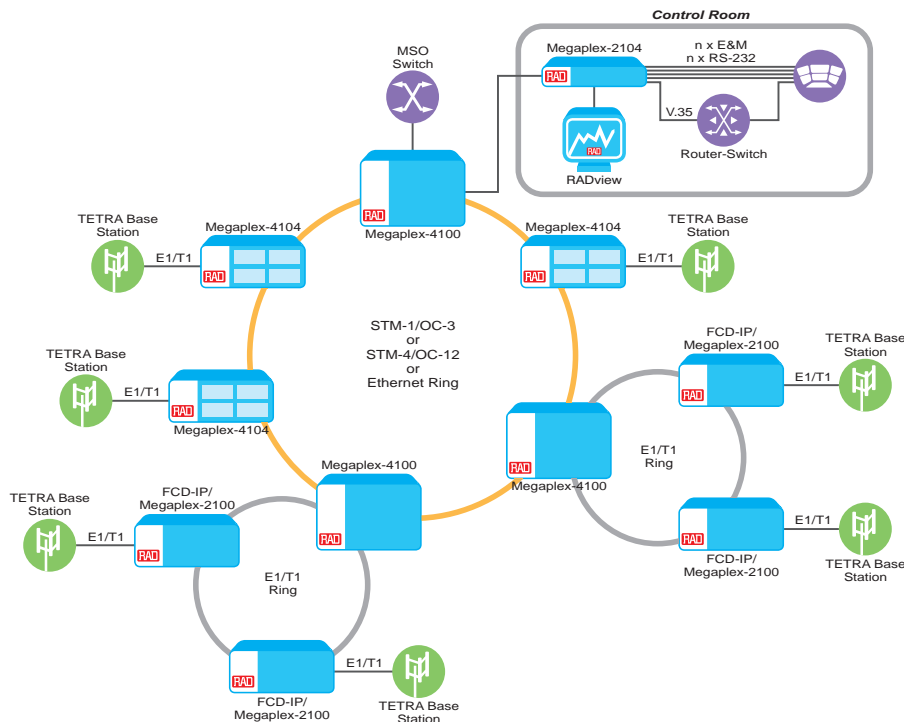 Control Room
MSO
Switch
Megaplex-2104
n x E&M
n x RS-232
RAD
V.35
Router-Switch
RAD
RADview
RAD
Megaplex-4100
TETRA Base
Station
E1/T1
Megaplex-4104
RAD
Megaplex-4104
RAD
E1/T1
TETRA Base
Station
STM-1/OC-3
or
STM-4/OC-12
or
Ethernet Ring
TETRA Base
Station
E1/T1
RAD
Megaplex-4104
FCD-IP/
Megaplex-2100
RAD
E1/T1
TETRA Base
Station
RAD
Megaplex-4100
E1/T1
Ring
RAD
FCD-IP/
Megaplex-2100
E1/T1
TETRA Base
Station
Megaplex-4100
RAD
TETRA Base
Station
E1/T1
FCD-IP/
Megaplex-2100
RAD
E1/T1
Ring
RAD
FCD-IP/
Megaplex-2100
E1/T1
TETRA Base
Station